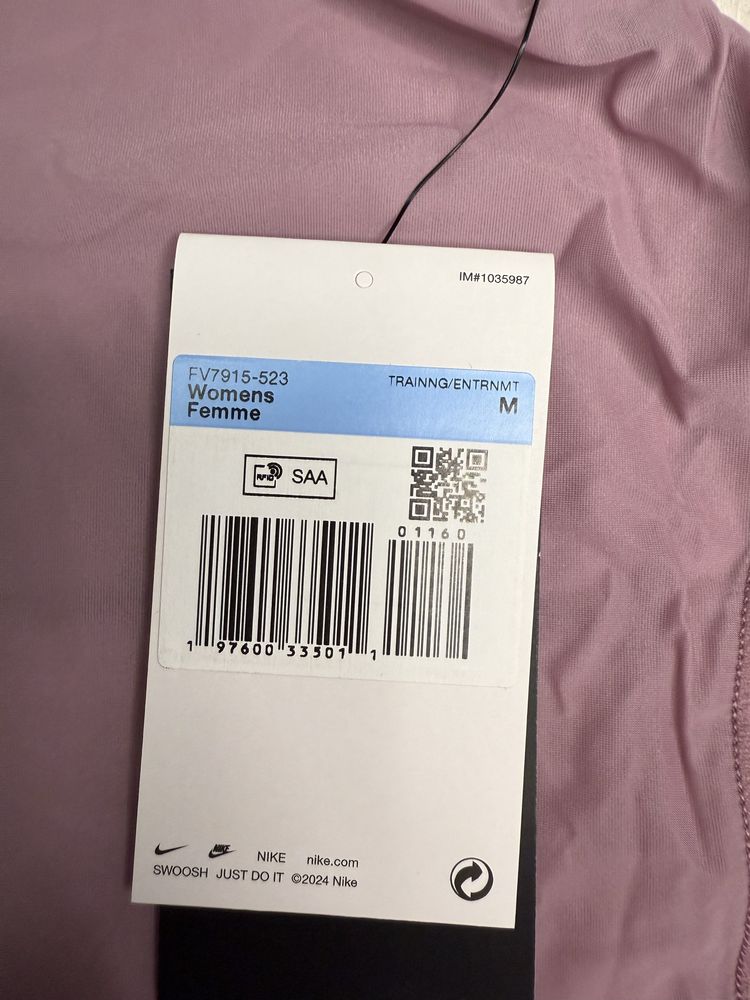 IM#1035987
FV7915-523
TRAINNG/ENTRNMT
Womens
M
Femme
RFID SAA
01160
1 97600 33501 1
NIKE
NIKE nike.com
SWOOSH JUST DO IT ©2024 Nike